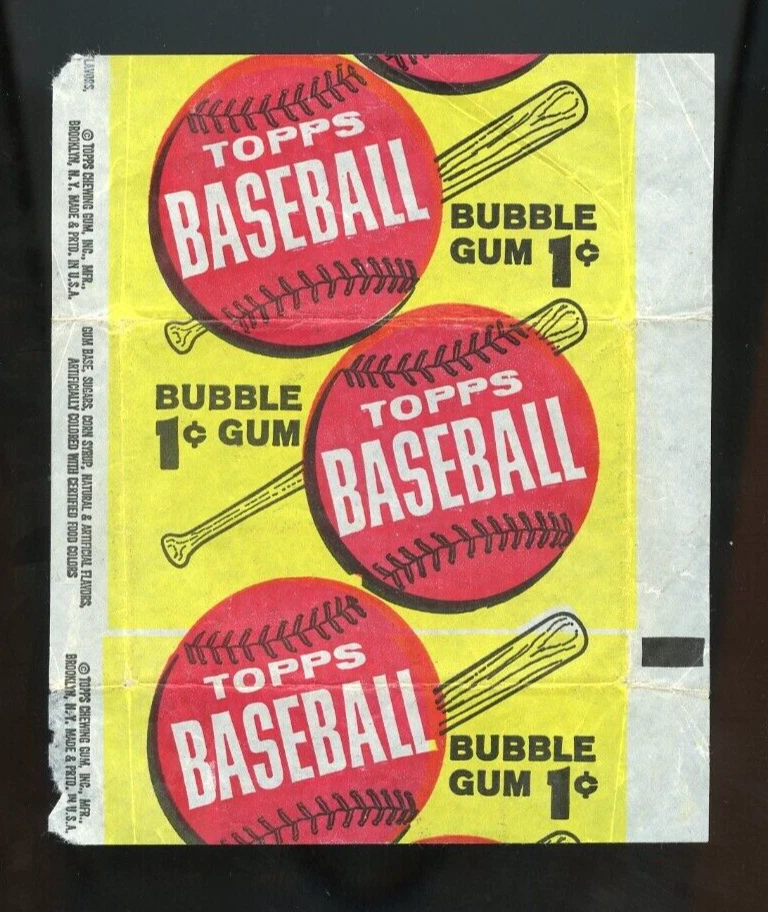 TOPPS
BASEBALL
BUBBLE
GUM 1¢
TOPPS
BASEBALL
BUBBLE
1¢ GUM
TOPPS
BASEBALL
BUBBLE
GUM 1¢
FLAVORS,
© TOPPS CHEWING GUM, INC., MFR.,
BROOKLYN, N.Y. MADE & PRTD. IN U.S.A.
GUM BASE, SUGARS, CORN SYRUP, NATURAL & ARTIFICIAL FLAVORS,
ARTIFICIALLY COLORED WITH CERTIFIED FOOD COLORS
© TOPPS CHEWING GUM, INC., MFR.,
BROOKLYN, N.Y. MADE & PRTD. IN U.S.A.